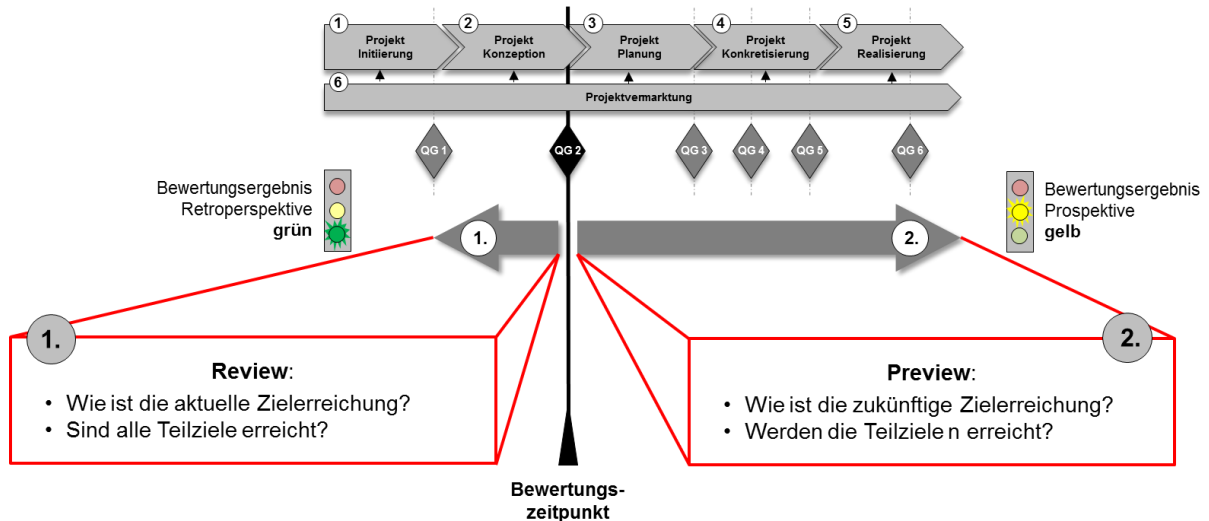 1
Projekt
Initiierung
2
Projekt
Konzeption
3
Projekt
Planung
4
Projekt
Konkretisierung
5
Projekt
Realisierung
6
Projektvermarktung
QG 1
QG 2
QG 3
QG 4
QG 5
QG 6
Bewertungsergebnis
Retroperspektive
grün
Bewertungsergebnis
Prospektive
gelb
1.
2.
1.
Review:
• Wie ist die aktuelle Zielerreichung?
• Sind alle Teilziele erreicht?
2.
Preview:
• Wie ist die zukünftige Zielerreichung?
• Werden die Teilziele n erreicht?
Bewertungs-
zeitpunkt